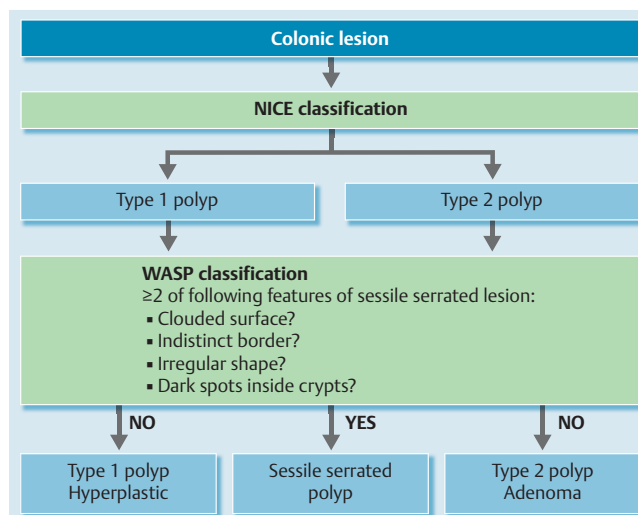 Colonic lesion
NICE classification
Type 1 polyp
Type 2 polyp
WASP classification
≥2 of following features of sessile serrated lesion:
▪ Clouded surface?
▪ Indistinct border?
▪ Irregular shape?
▪ Dark spots inside crypts?
NO
YES
NO
Type 1 polyp
Hyperplastic
Sessile serrated
polyp
Type 2 polyp
Adenoma